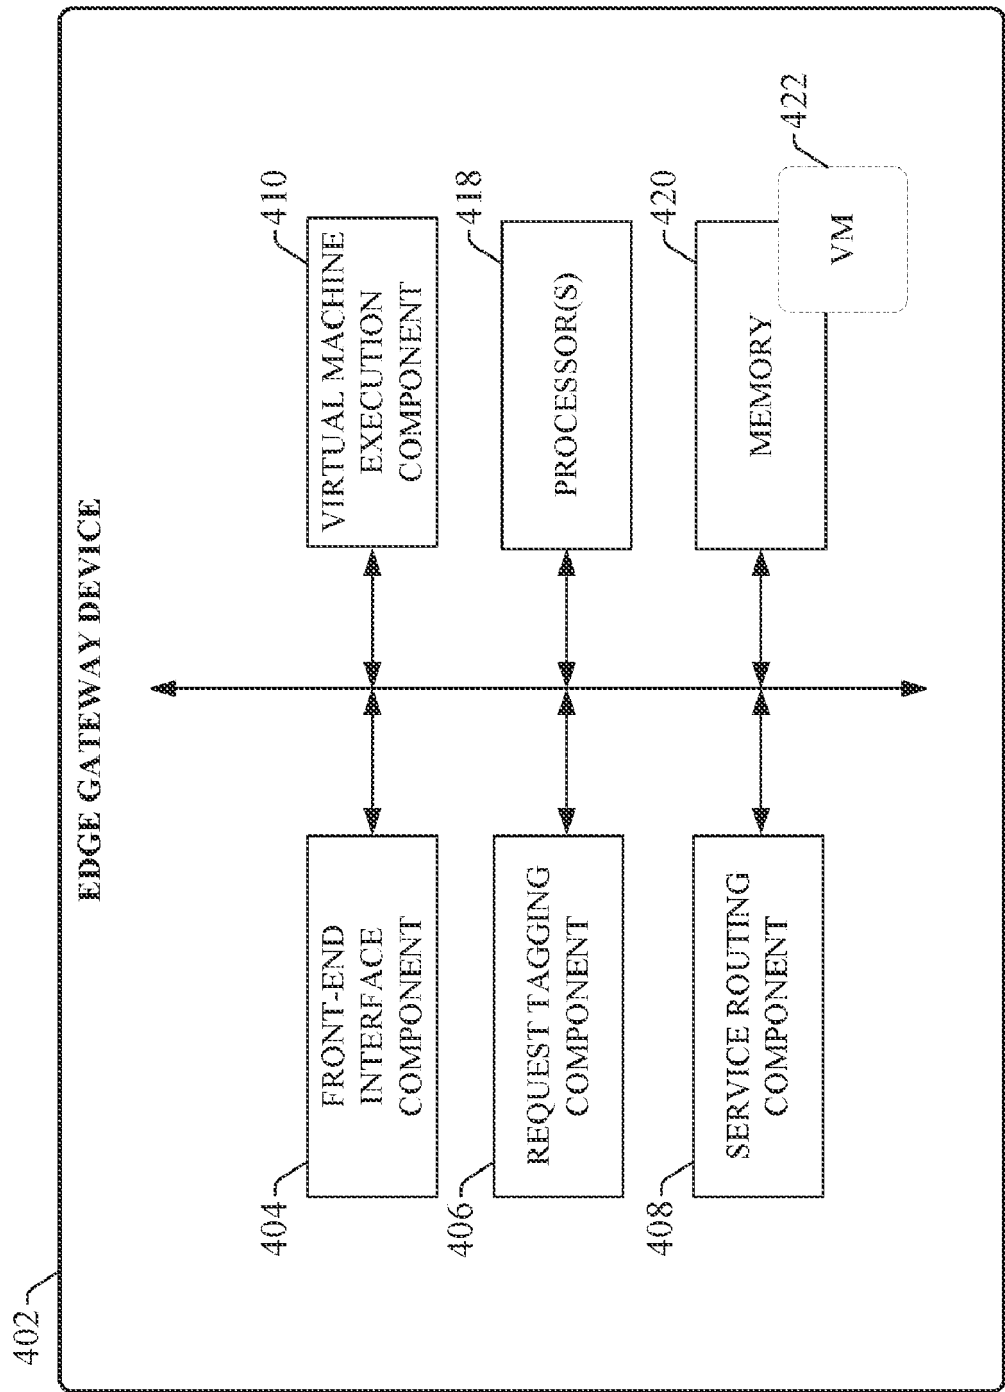 402
EDGE GATEWAY DEVICE
404
FRONT-END
INTERFACE
COMPONENT
406
REQUEST TAGGING
COMPONENT
408
SERVICE ROUTING
COMPONENT
410
VIRTUAL MACHINE
EXECUTION
COMPONENT
418
PROCESSOR(S)
420
MEMORY
422
VM